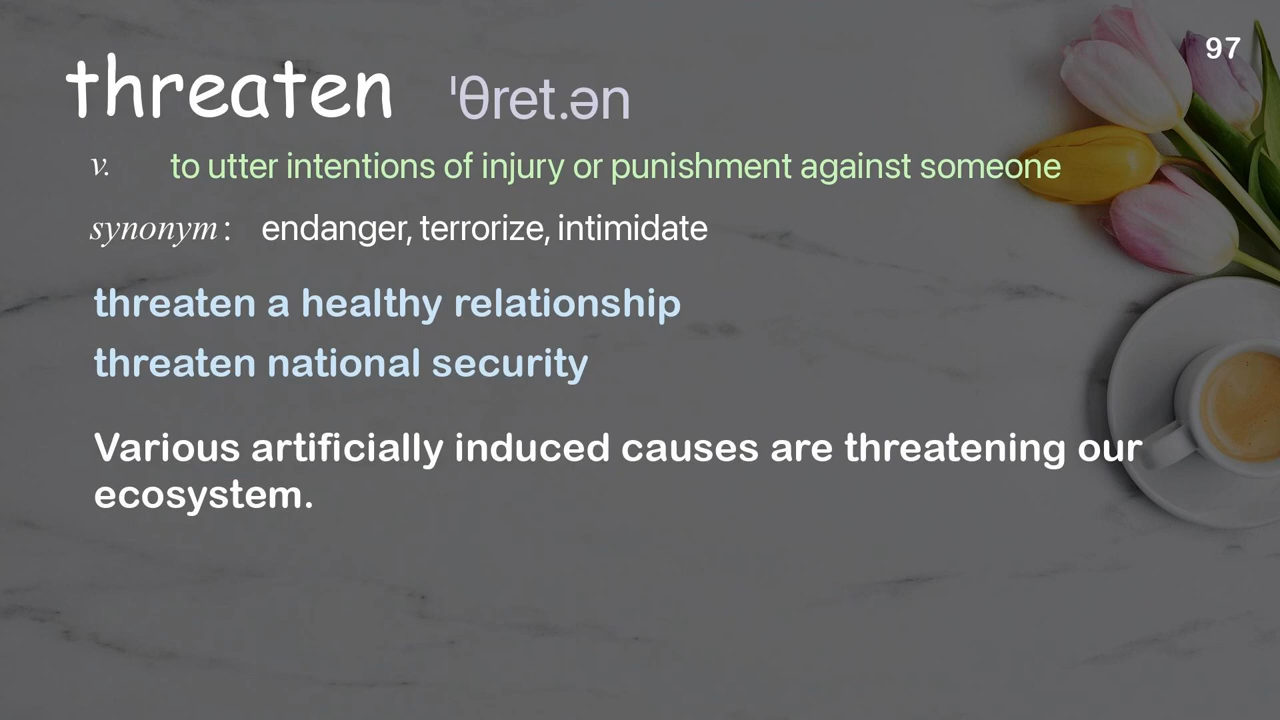 97
threaten ˈθret.ən
v. to utter intentions of injury or punishment against someone
synonym : endanger, terrorize, intimidate
threaten a healthy relationship
threaten national security
Various artificially induced causes are threatening our
ecosystem.